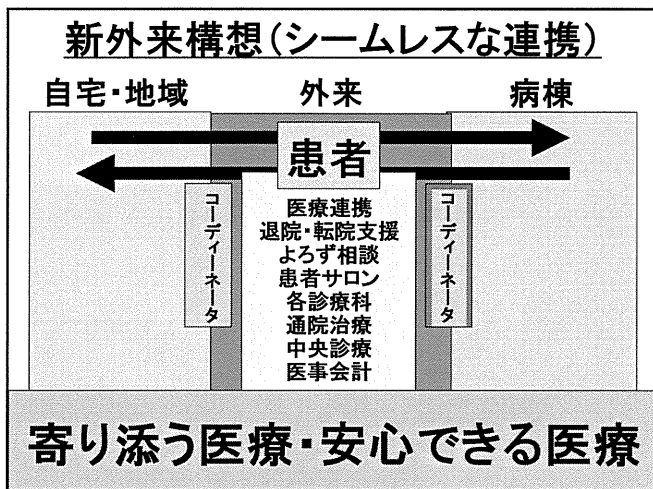 新外来構想(シームレスな連携)
自宅・地域
外来
病棟
患者
コーディーネータ
医療連携
退院・転院支援
よろず相談
患者サロン
各診療科
通院治療
中央診療
医事会計
コーディーネータ
寄り添う医療・安心できる医療